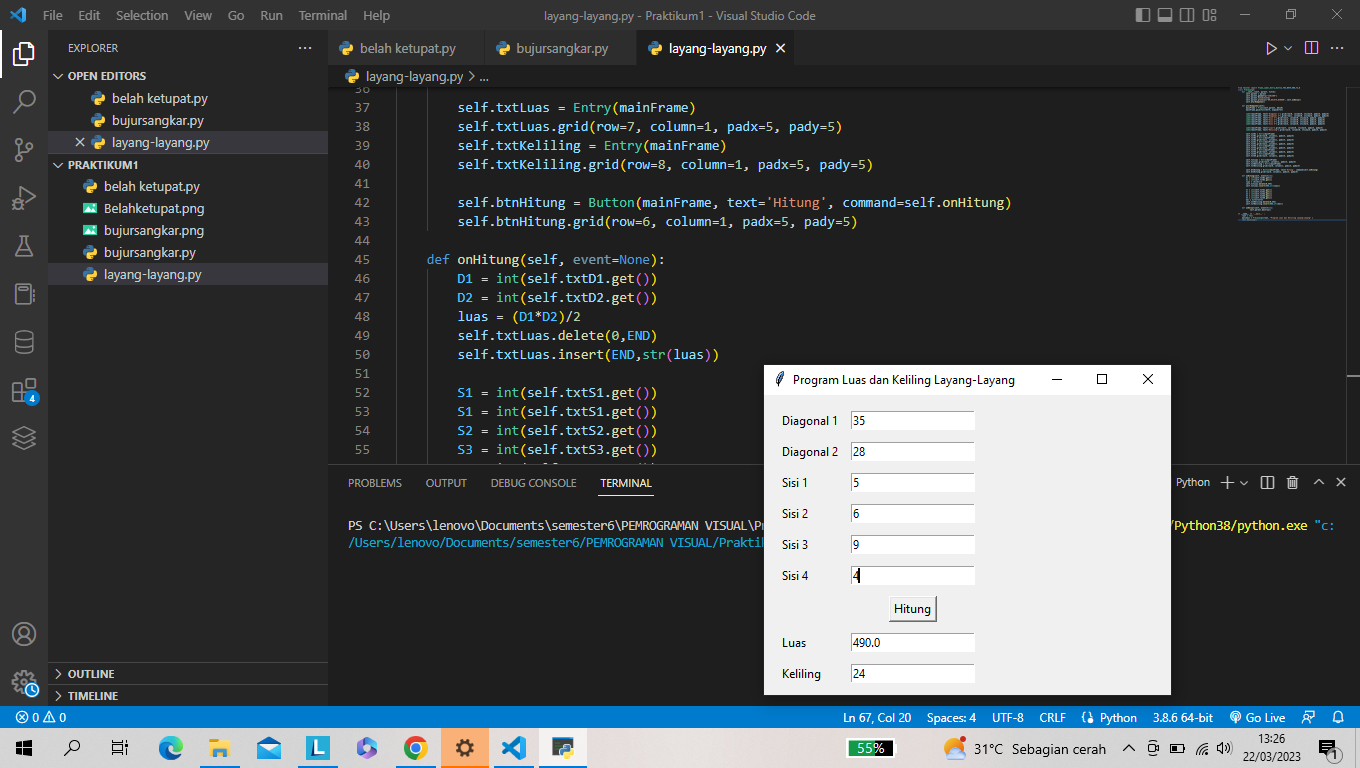 File Edit Selection View Go Run Terminal Help
layang-layang.py - Praktikum1 - Visual Studio Code
EXPLORER
OPEN EDITORS
belah ketupat.py
bujursangkar.py
layang-layang.py
PRAKTIKUM1
belah ketupat.py
Belahketupat.png
bujursangkar.png
bujursangkar.py
layang-layang.py
OUTLINE
TIMELINE
4
belah ketupat.py bujursangkar.py layang-layang.py
layang-layang.py > ...
36
37 self.txtLuas = Entry(mainFrame)
38 self.txtLuas.grid(row=7, column=1, padx=5, pady=5)
39 self.txtKeliling = Entry(mainFrame)
40 self.txtKeliling.grid(row=8, column=1, padx=5, pady=5)
41
42 self.btnHitung = Button(mainFrame, text='Hitung', command=self.onHitung)
43 self.btnHitung.grid(row=6, column=1, padx=5, pady=5)
44
45 def onHitung(self, event=None):
46 D1 = int(self.txtD1.get())
47 D2 = int(self.txtD2.get())
48 luas = (D1*D2)/2
49 self.txtLuas.delete(0,END)
50 self.txtLuas.insert(END,str(luas))
51
52 S1 = int(self.txtS1.get())
53 S1 = int(self.txtS1.get())
54 S2 = int(self.txtS2.get())
55 S3 = int(self.txtS3.get())
PROBLEMS OUTPUT DEBUG CONSOLE TERMINAL
Python
PS C:\Users\lenovo\Documents\semester6\PEMROGRAMAN VISUAL\Pr
/Python38/python.exe "c:
/Users/lenovo/Documents/semester6/PEMROGRAMAN VISUAL/Prakti
Program Luas dan Keliling Layang-Layang
Diagonal 1 35
Diagonal 2 28
Sisi 1 5
Sisi 2 6
Sisi 3 9
Sisi 4 4
Hitung
Luas 490.0
Keliling 24
0 0
Ln 67, Col 20 Spaces: 4 UTF-8 CRLF Python 3.8.6 64-bit Go Live
55% 31°C Sebagian cerah
13:26
22/03/2023
1